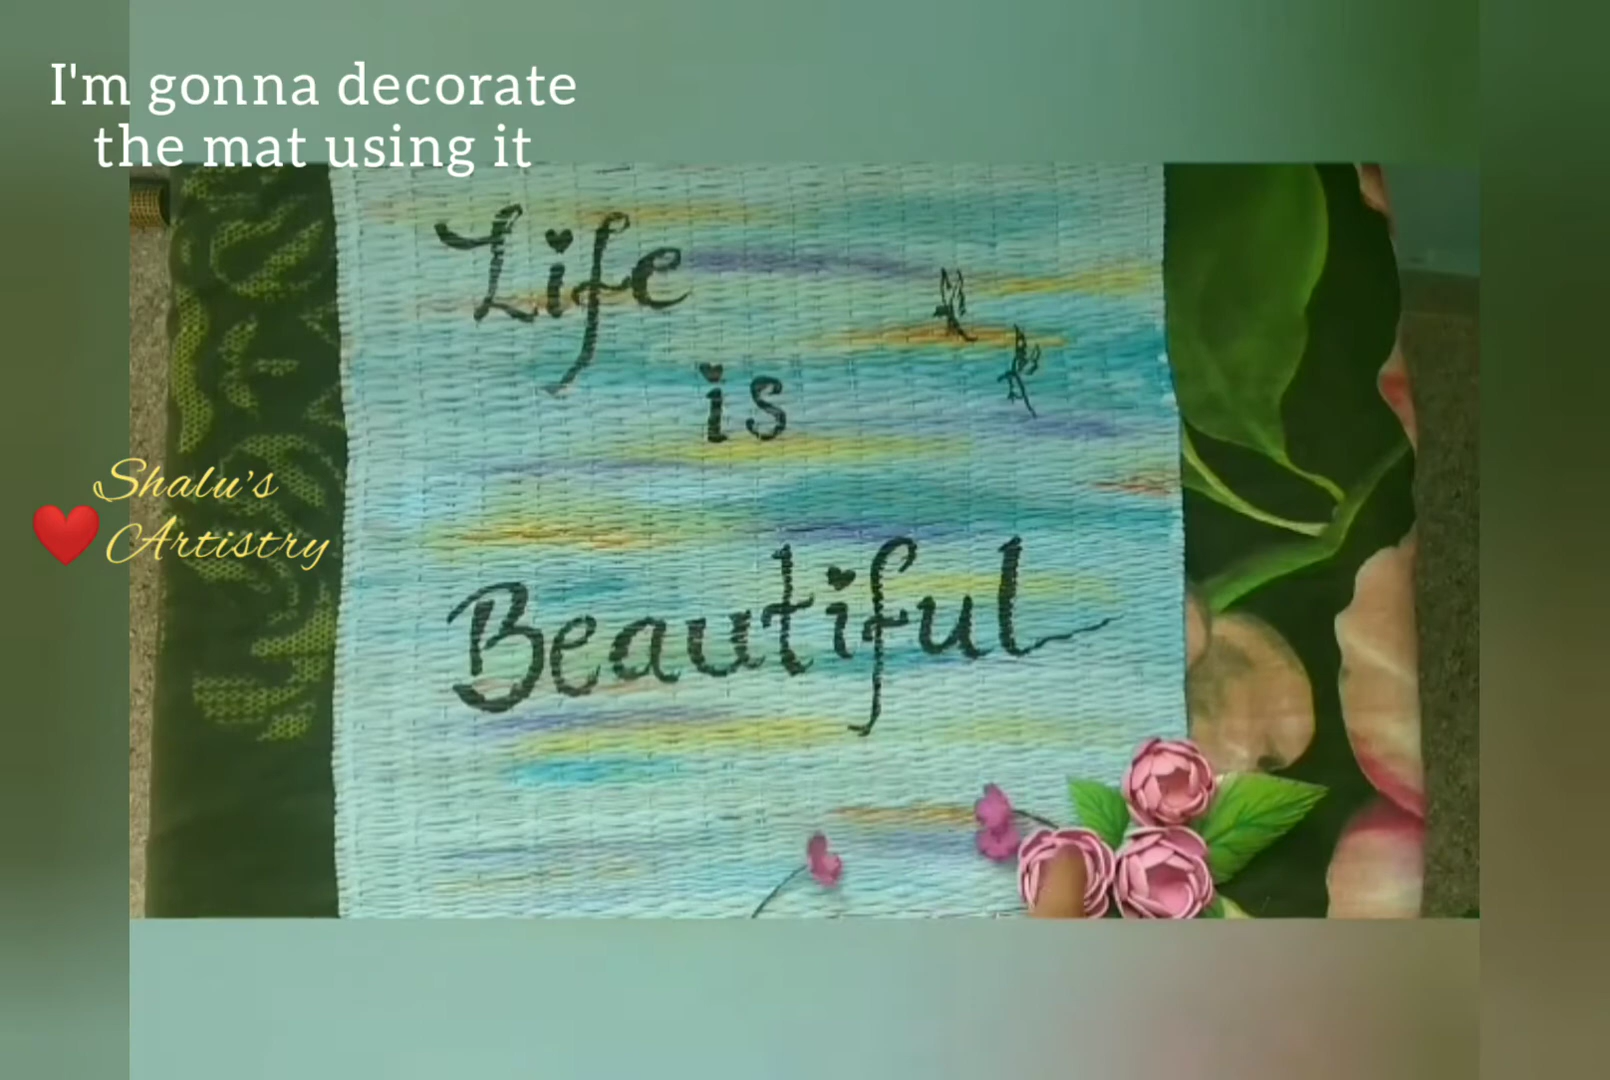 I'm gonna decorate
the mat using it
Life
is
Beautiful
Shalu's
Artistry